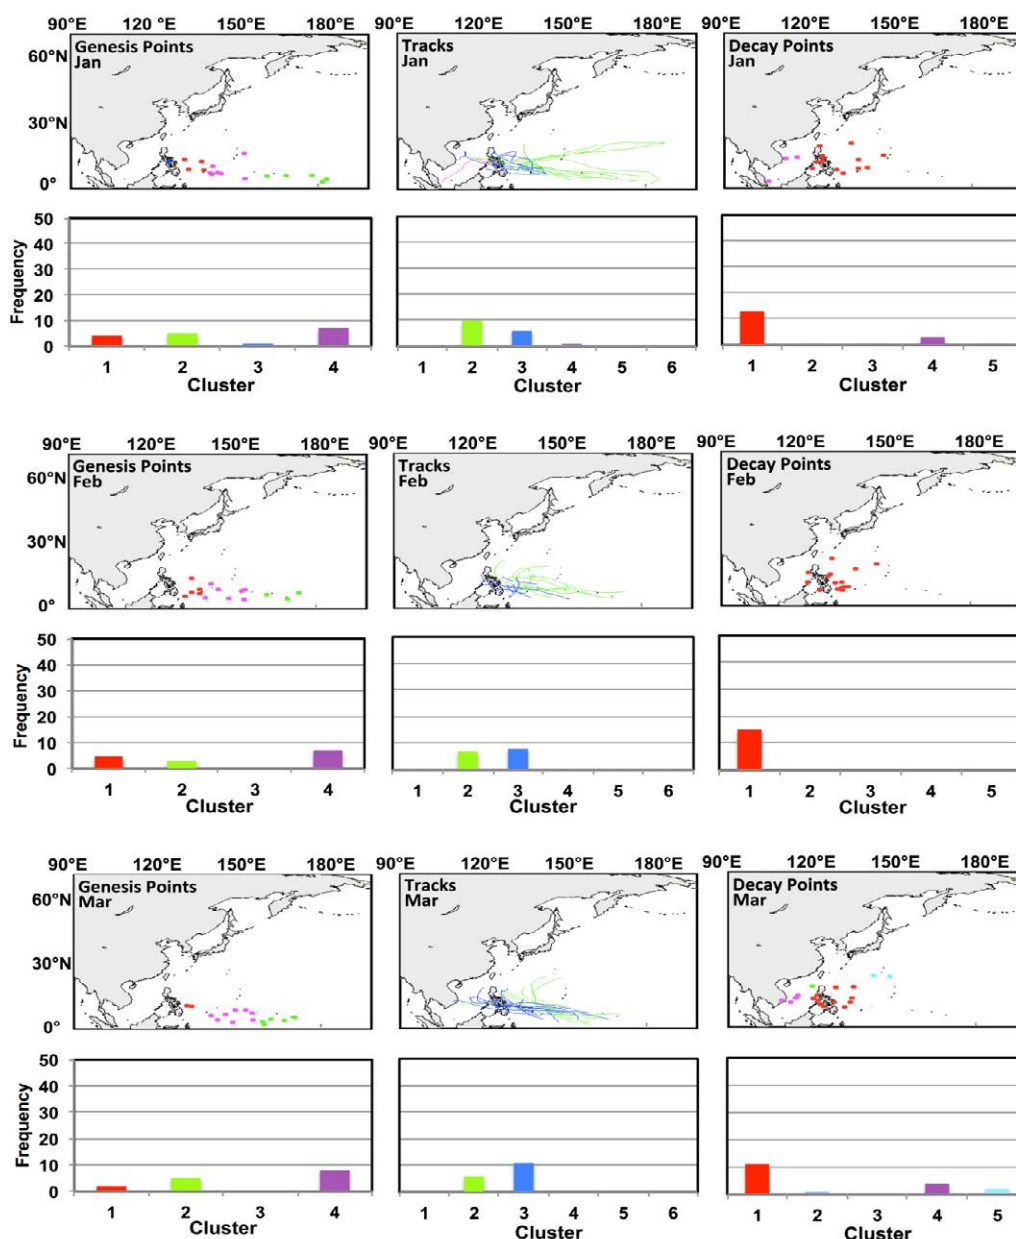 90°E 120°E 150°E 180°E 90°E 120°E 150°E 180°E 90°E 120°E 150°E 180°E
60°N
30°N
0°
Genesis Points
Jan
Tracks
Jan
Decay Points
Jan
Frequency
50
40
30
20
10
0
1 2 3 4
Cluster
1 2 3 4 5 6
Cluster
1 2 3 4 5
Cluster
90°E 120°E 150°E 180°E 90°E 120°E 150°E 180°E 90°E 120°E 150°E 180°E
60°N
30°N
0°
Genesis Points
Feb
Tracks
Feb
Decay Points
Feb
Frequency
50
40
30
20
10
0
1 2 3 4
Cluster
1 2 3 4 5 6
Cluster
1 2 3 4 5
Cluster
90°E 120°E 150°E 180°E 90°E 120°E 150°E 180°E 90°E 120°E 150°E 180°E
60°N
30°N
0°
Genesis Points
Mar
Tracks
Mar
Decay Points
Mar
Frequency
50
40
30
20
10
0
1 2 3 4
Cluster
1 2 3 4 5 6
Cluster
1 2 3 4 5
Cluster